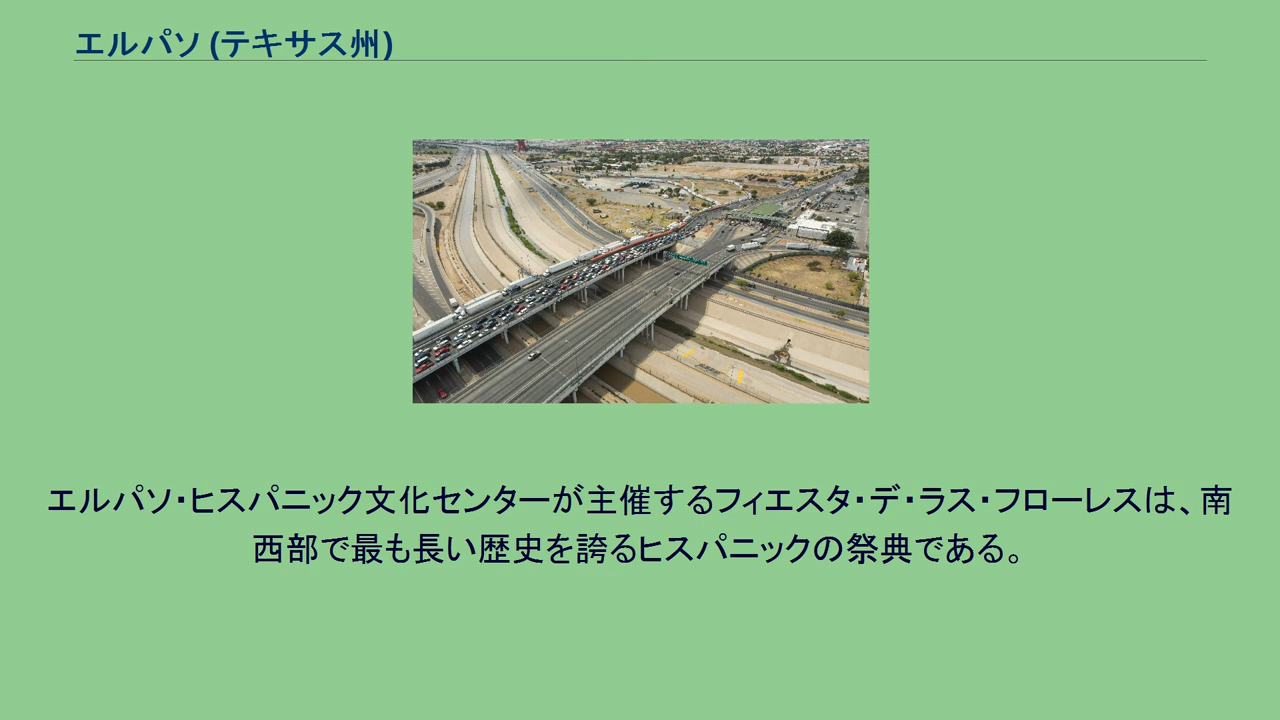 エルパソ (テキサス州)
エルパソ・ヒスパニック文化センターが主催するフィエスタ・デ・ラス・フローレスは、南
西部で最も長い歴史を誇るヒスパニックの祭典である。